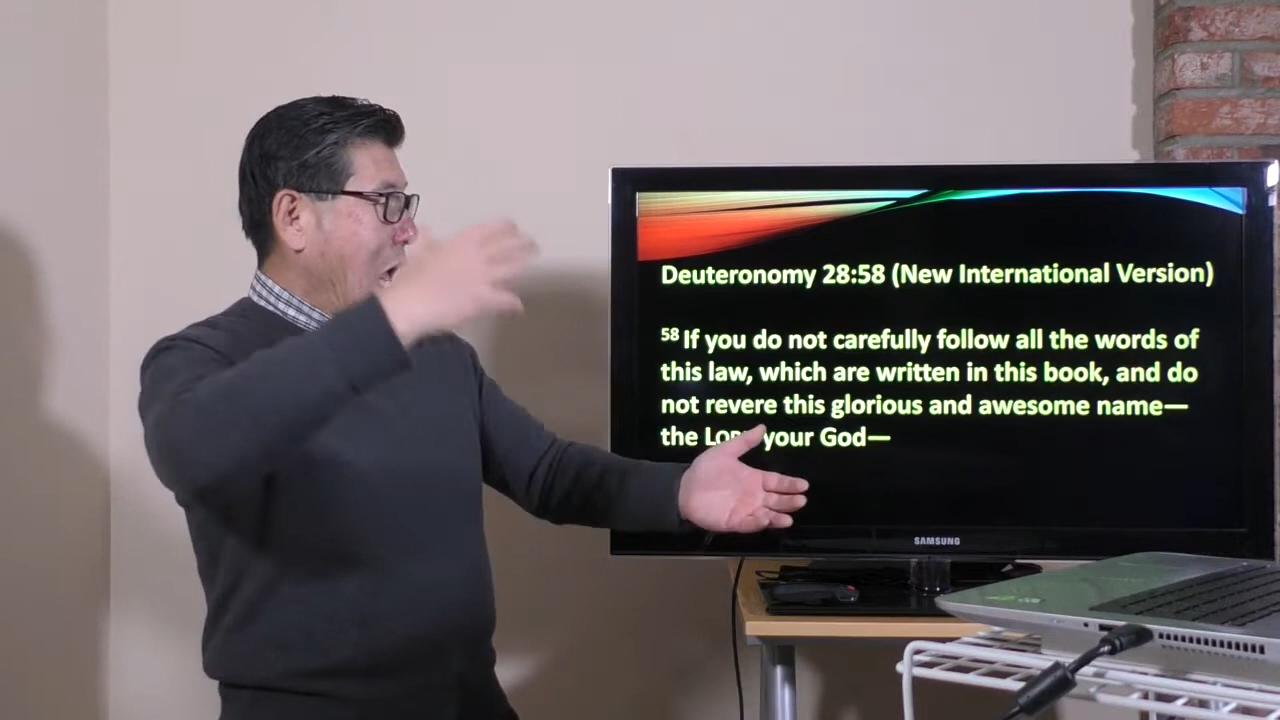 Deuteronomy 28:58 (New International Version)
58 If you do not carefully follow all the words of
this law, which are written in this book, and do
not revere this glorious and awesome name—
the LORD your God—
SAMSUNG